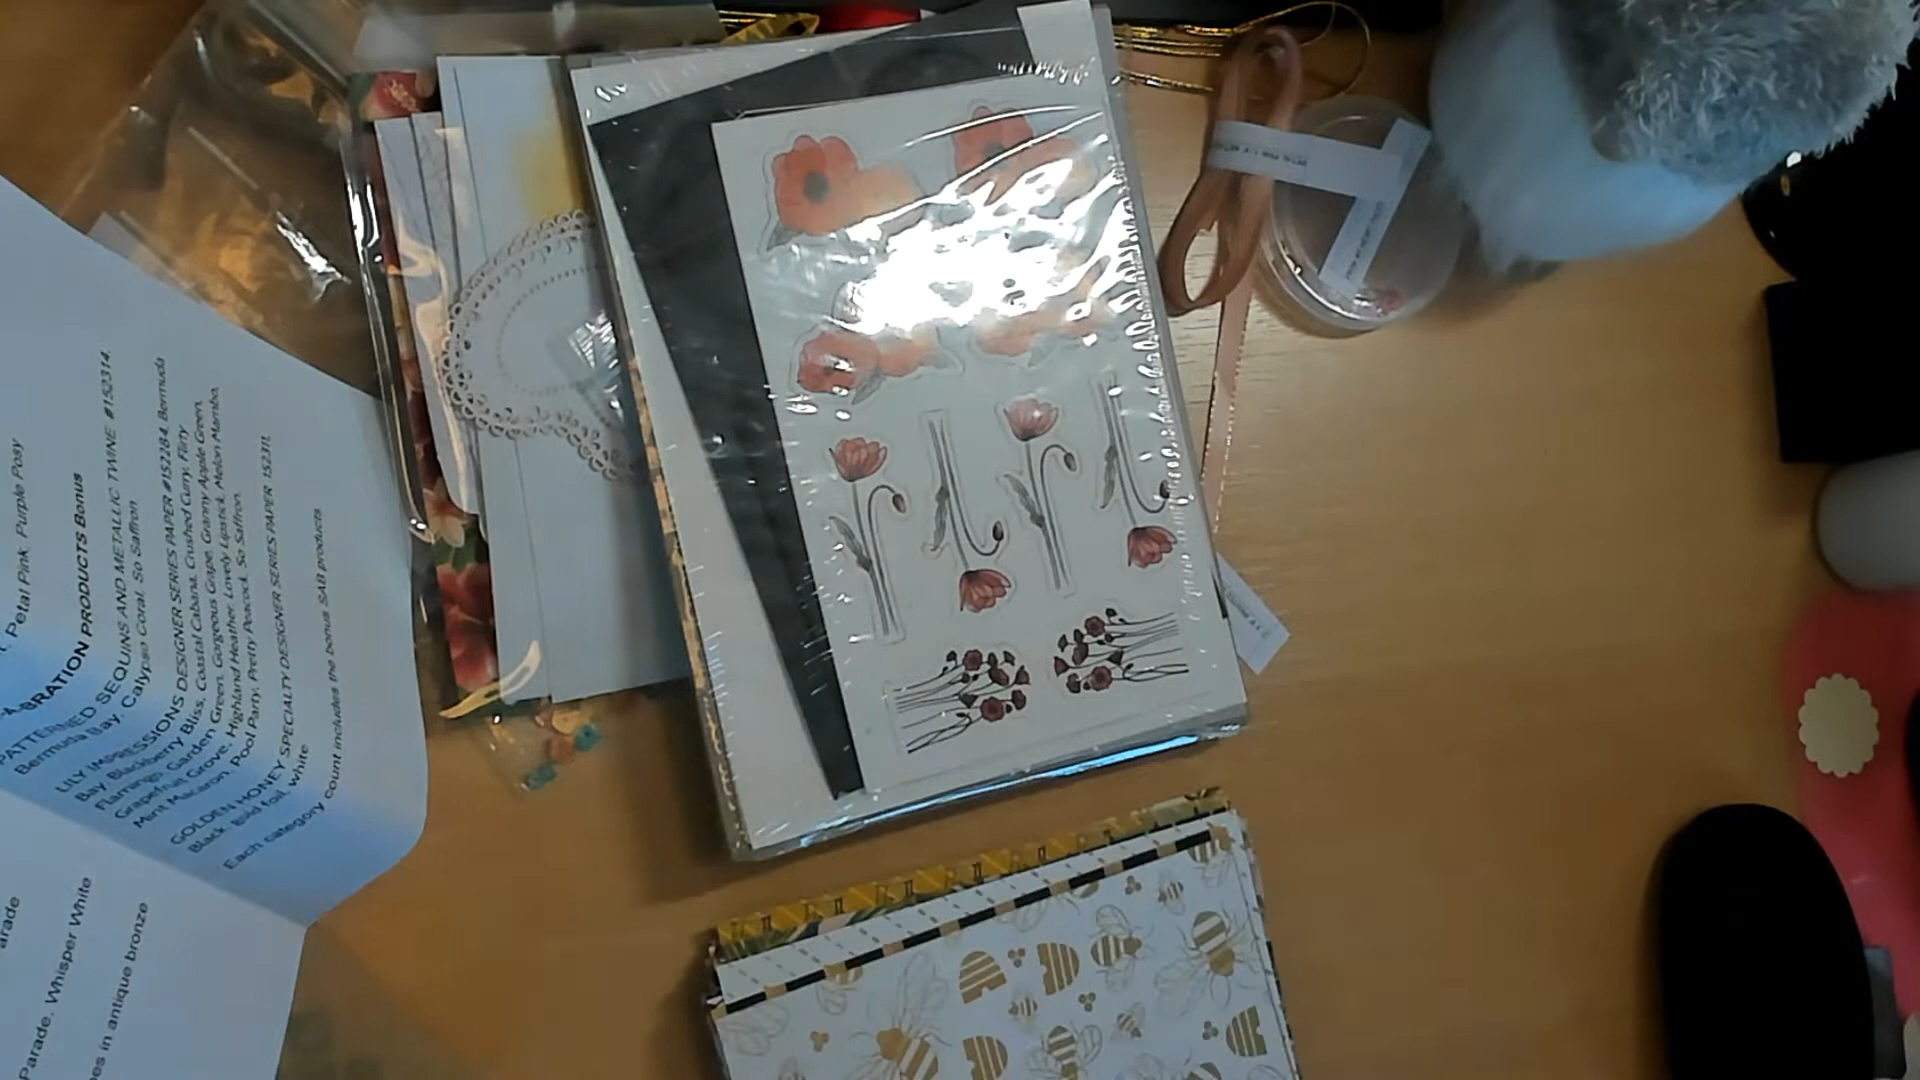 Petal Pink, Purple Posy
A-BRATION PRODUCTS Bonus
PATTERNED SEQUINS AND METALLIC TWINE #152314.
Bermuda Bay, Calypso Coral, So Saffron
LILY IMPRESSIONS DESIGNER SERIES PAPER #152284. Bermuda
Bay, Blackberry Bliss, Coastal Cabana, Crushed Curry, Flirty
Flamingo, Garden Green, Gorgeous Grape, Granny Apple Green,
Grapefruit Grove, Highland Heather, Lovely Lipstick, Melon Mambo,
Mint Macaron, Pool Party, Pretty Peacock, So Saffron
GOLDEN HONEY SPECIALTY DESIGNER SERIES PAPER 152311.
Black, gold foil, white
Each category count includes the bonus SAB products
arade
Parade, Whisper White
es in antique bronze